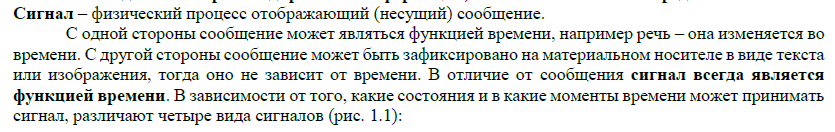 Сигнал – физический процесс отображающий (несущий) сообщение.
С одной стороны сообщение может являться функцией времени, например речь – она изменяется во
времени. С другой стороны сообщение может быть зафиксировано на материальном носителе в виде текста
или изображения, тогда оно не зависит от времени. В отличие от сообщения сигнал всегда является
функцией времени. В зависимости от того, какие состояния и в какие моменты времени может принимать
сигнал, различают четыре вида сигналов (рис. 1.1):